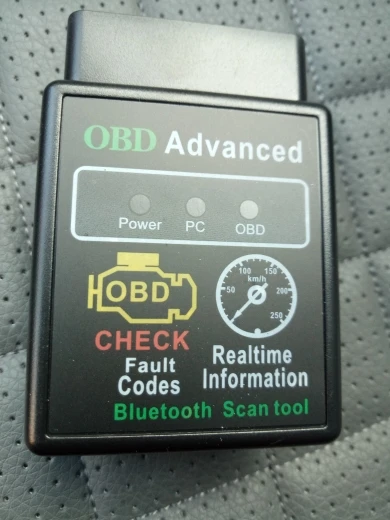 OBD Advanced
Power PC OBD
50 100 150 200 250
km/h
OBD
CHECK
Fault
Codes
Realtime
Information
Bluetooth Scan tool